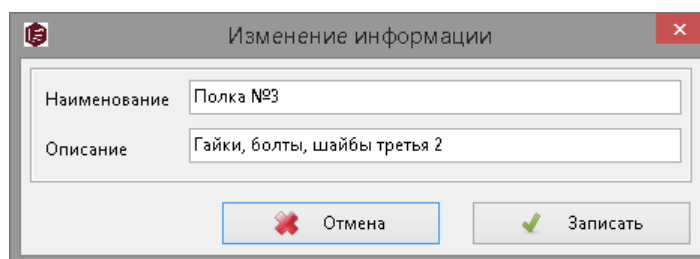 Изменение информации
Наименование Полка №3
Описание Гайки, болты, шайбы третья 2
Отмена Записать